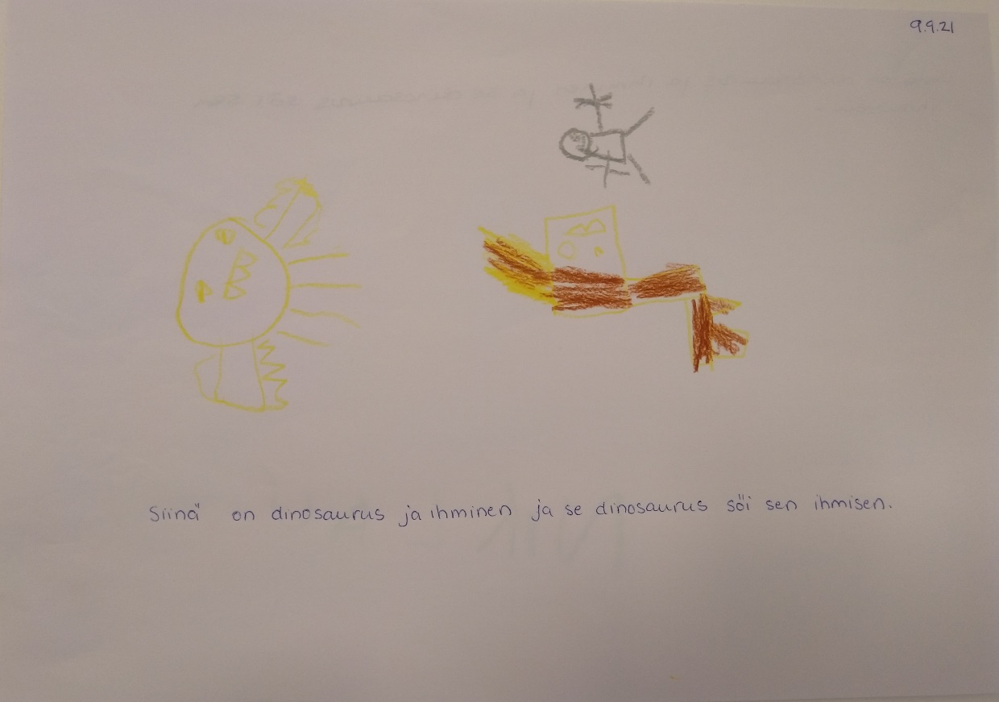 9.9.21
Siinä on dinosaurus ja ihminen ja se dinosaurus söi sen ihmisen.